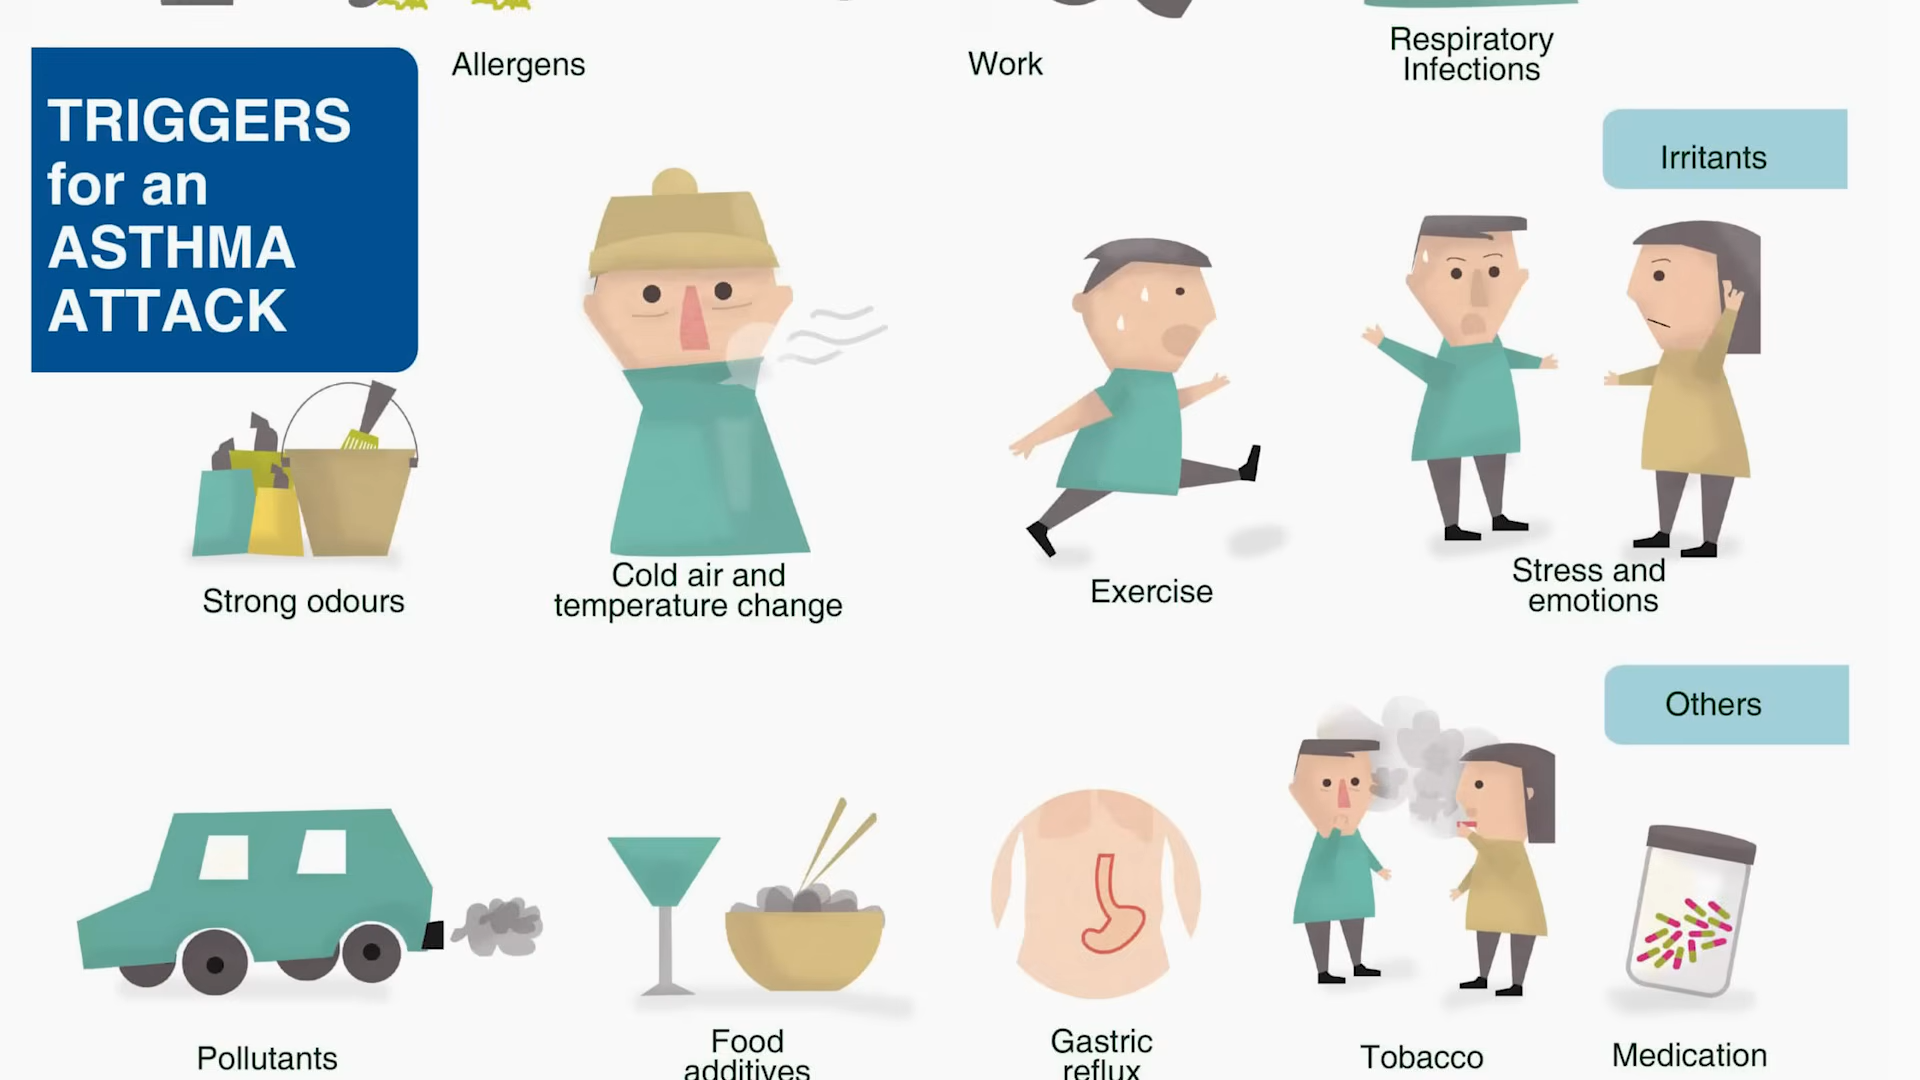 Allergens
Work
Respiratory
Infections
TRIGGERS
for an
ASTHMA
ATTACK
Irritants
Strong odours
Cold air and
temperature change
Exercise
Stress and
emotions
Others
Pollutants
Food
additives
Gastric
reflux
Tobacco
Medication